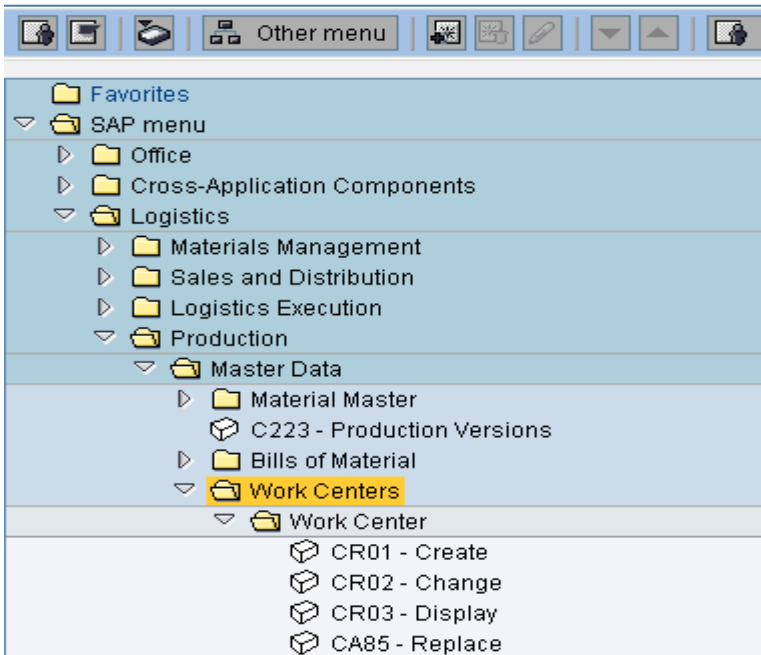 Other menu
Favorites
SAP menu
Office
Cross-Application Components
Logistics
Materials Management
Sales and Distribution
Logistics Execution
Production
Master Data
Material Master
C223 - Production Versions
Bills of Material
Work Centers
Work Center
CR01 - Create
CR02 - Change
CR03 - Display
CA85 - Replace